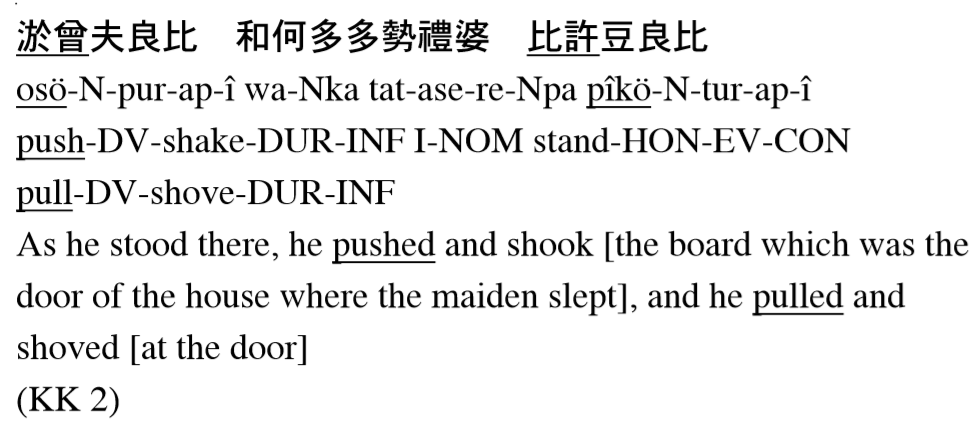 淤曾夫良比　和何多多勢禮婆　比許豆良比
osö-N-pur-ap-î wa-Nka tat-ase-re-Npa pîkö-N-tur-ap-î
push-DV-shake-DUR-INF I-NOM stand-HON-EV-CON
pull-DV-shove-DUR-INF
As he stood there, he pushed and shook [the board which was the
door of the house where the maiden slept], and he pulled and
shoved [at the door]
(KK 2)